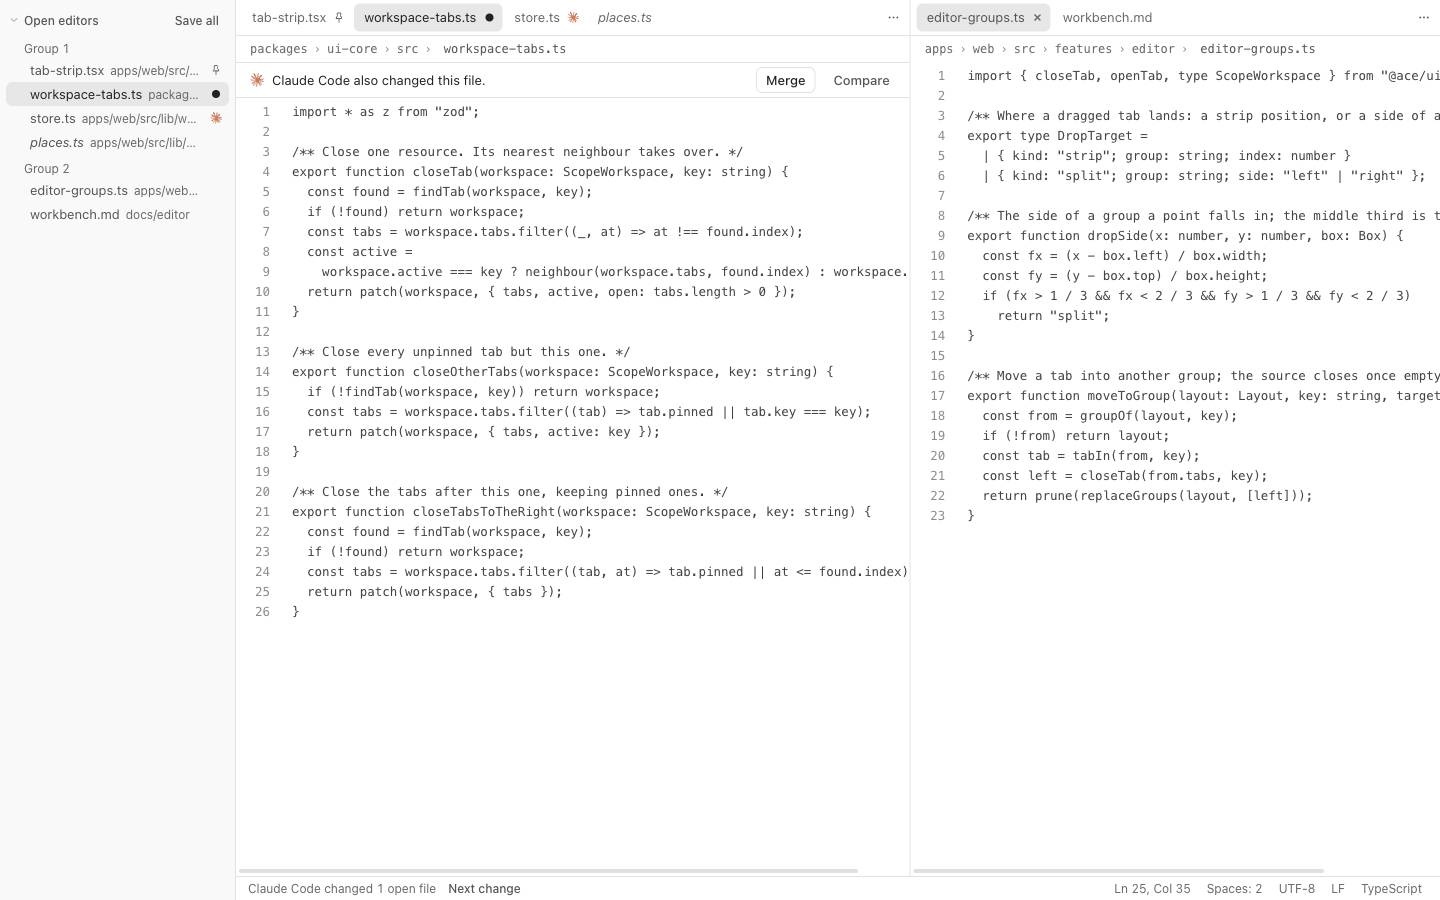 Open editors Save all
Group 1
tab-strip.tsx apps/web/src/...
workspace-tabs.ts packag...
store.ts apps/web/src/lib/w...
places.ts apps/web/src/lib/...
Group 2
editor-groups.ts apps/web...
workbench.md docs/editor
tab-strip.tsx workspace-tabs.ts store.ts places.ts ...
packages › ui-core › src › workspace-tabs.ts
Claude Code also changed this file. Merge Compare
1 import * as z from "zod";
2
3 /** Close one resource. Its nearest neighbour takes over. */
4 export function closeTab(workspace: ScopeWorkspace, key: string) {
5 const found = findTab(workspace, key);
6 if (!found) return workspace;
7 const tabs = workspace.tabs.filter((_, at) => at !== found.index);
8 const active =
9 workspace.active === key ? neighbour(workspace.tabs, found.index) : workspace.
10 return patch(workspace, { tabs, active, open: tabs.length > 0 });
11 }
12
13 /** Close every unpinned tab but this one. */
14 export function closeOtherTabs(workspace: ScopeWorkspace, key: string) {
15 if (!findTab(workspace, key)) return workspace;
16 const tabs = workspace.tabs.filter((tab) => tab.pinned || tab.key === key);
17 return patch(workspace, { tabs, active: key });
18 }
19
20 /** Close the tabs after this one, keeping pinned ones. */
21 export function closeTabsToTheRight(workspace: ScopeWorkspace, key: string) {
22 const found = findTab(workspace, key);
23 if (!found) return workspace;
24 const tabs = workspace.tabs.filter((tab, at) => tab.pinned || at <= found.index)
25 return patch(workspace, { tabs });
26 }
editor-groups.ts × workbench.md ...
apps › web › src › features › editor › editor-groups.ts
1 import { closeTab, openTab, type ScopeWorkspace } from "@ace/ui
2
3 /** Where a dragged tab lands: a strip position, or a side of a
4 export type DropTarget =
5 | { kind: "strip"; group: string; index: number }
6 | { kind: "split"; group: string; side: "left" | "right" };
7
8 /** The side of a group a point falls in; the middle third is t
9 export function dropSide(x: number, y: number, box: Box) {
10 const fx = (x − box.left) / box.width;
11 const fy = (y − box.top) / box.height;
12 if (fx > 1 / 3 && fx < 2 / 3 && fy > 1 / 3 && fy < 2 / 3)
13 return "split";
14 }
15
16 /** Move a tab into another group; the source closes once empty
17 export function moveToGroup(layout: Layout, key: string, target
18 const from = groupOf(layout, key);
19 if (!from) return layout;
20 const tab = tabIn(from, key);
21 const left = closeTab(from.tabs, key);
22 return prune(replaceGroups(layout, [left]));
23 }
Claude Code changed 1 open file Next change Ln 25, Col 35 Spaces: 2 UTF-8 LF TypeScript